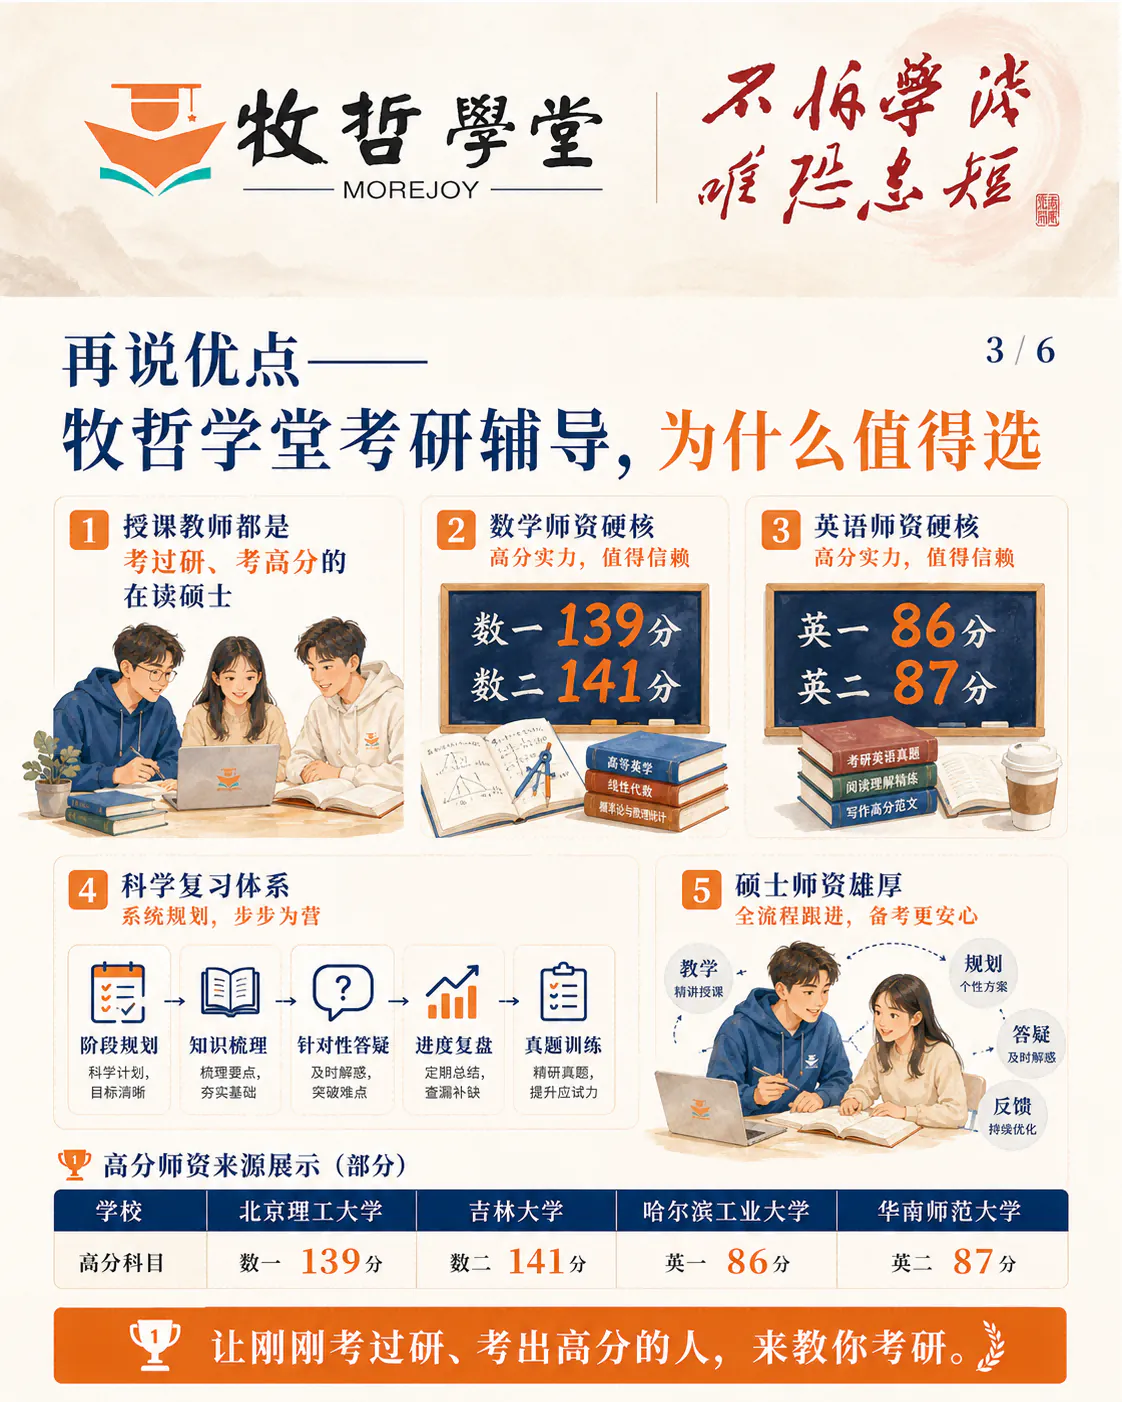 牧哲學堂
MOREJOY
不怕學淺
唯恐志短
再说优点——
3 / 6
牧哲学堂考研辅导，为什么值得选
1
授课教师都是
考过研、考高分的
在读硕士
2
数学师资硬核
高分实力，值得信赖
数一 139分
数二 141分
高等英学
线性代数
3
英语师资硬核
高分实力，值得信赖
英一 86分
英二 87分
考研英语真题
阅读理解精练
写作高分范文
4
科学复习体系
系统规划，步步为营
阶段规划
科学计划，
目标清晰
知识梳理
梳理要点，
夯实基础
?
针对性答疑
及时解惑，
突破难点
进度复盘
定期总结，
查漏补缺
真题训练
精研真题，
提升应试力
5
硕士师资雄厚
全流程跟进，备考更安心
教学
精讲授课
规划
个性方案
答疑
及时解惑
反馈
持续优化
1
高分师资来源展示（部分）
学校 北京理工大学 吉林大学 哈尔滨工业大学 华南师范大学
高分科目 数一 139分 数二 141分 英一 86分 英二 87分
1
让刚刚考过研、考出高分的人，来教你考研。